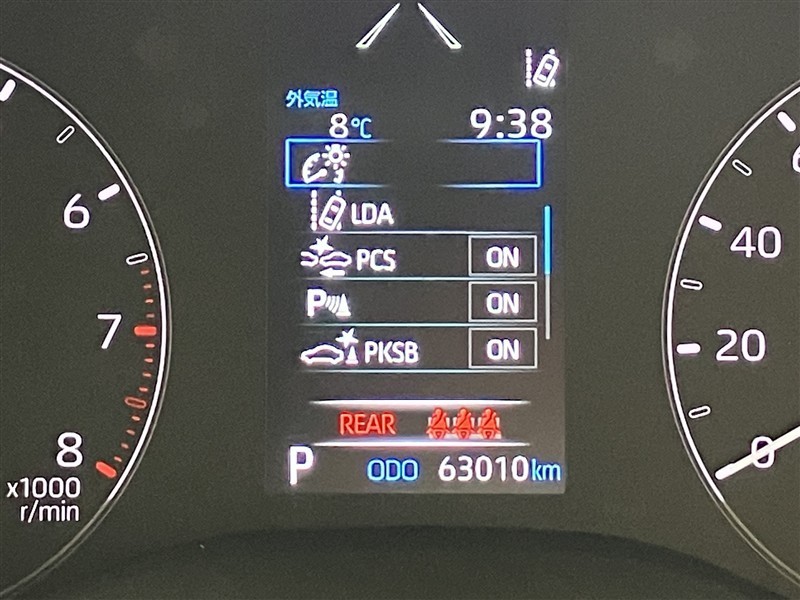 外気温
8℃ 9:38
LDA
PCS ON
P ON
PKSB ON
REAR
P ODO 63010km
6
7
8
x1000
r/min
40
20
0